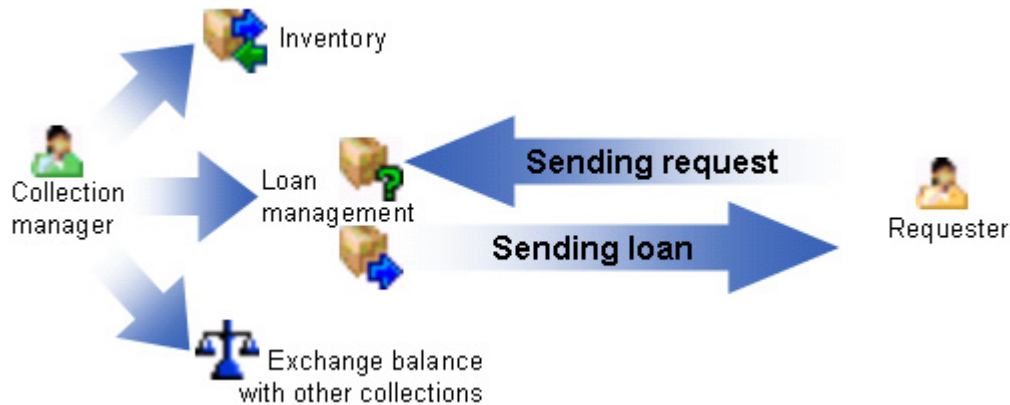 Inventory
Collection
manager
Loan
management
Sending request
Sending loan
Requester
Exchange balance
with other collections